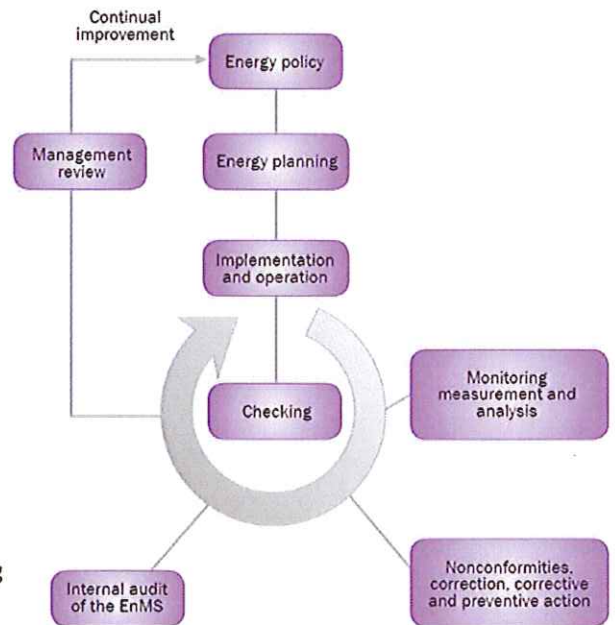 Continual
improvement
Energy policy
Management
review
Energy planning
Implementation
and operation
Checking
Monitoring
measurement and
analysis
Internal audit
of the EnMS
Nonconformities,
correction, corrective
and preventive action